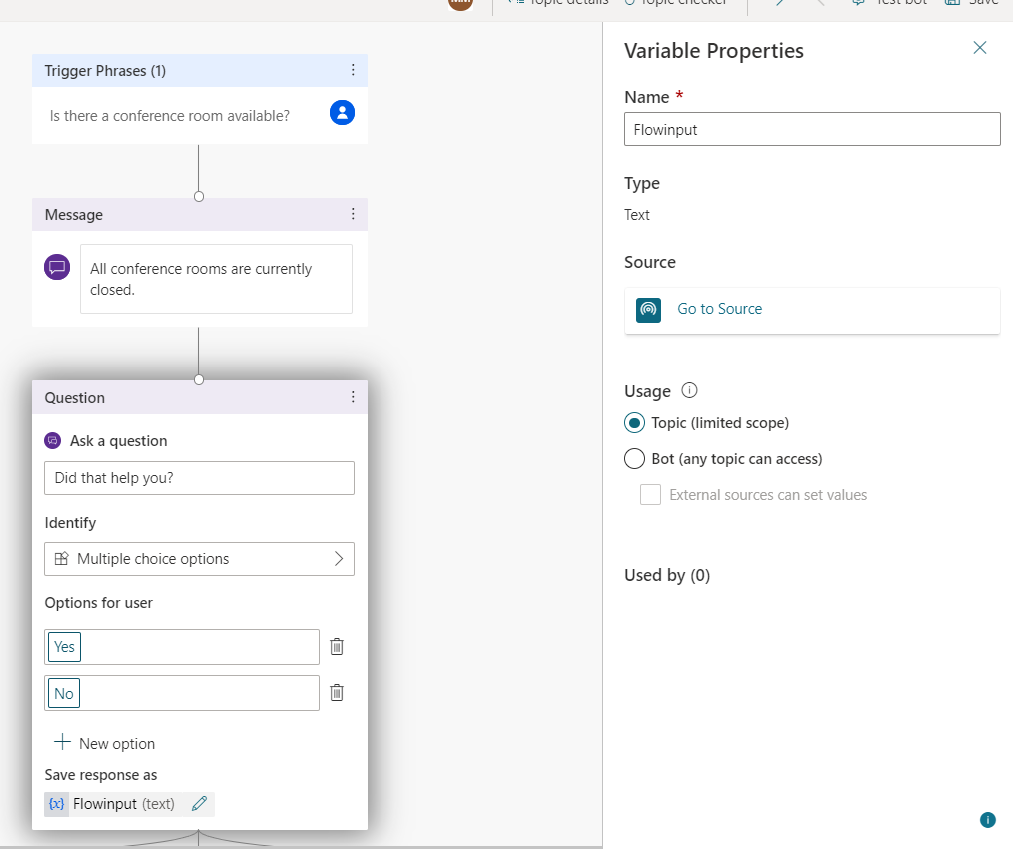 Topic details
Topic checker
Test bot
Save
Trigger Phrases (1)
Is there a conference room available?
Message
All conference rooms are currently
closed.
Question
Ask a question
Did that help you?
Identify
Multiple choice options
Options for user
Yes
No
New option
Save response as
{x} Flowinput (text)
Variable Properties
Name *
Flowinput
Type
Text
Source
Go to Source
Usage
Topic (limited scope)
Bot (any topic can access)
External sources can set values
Used by (0)